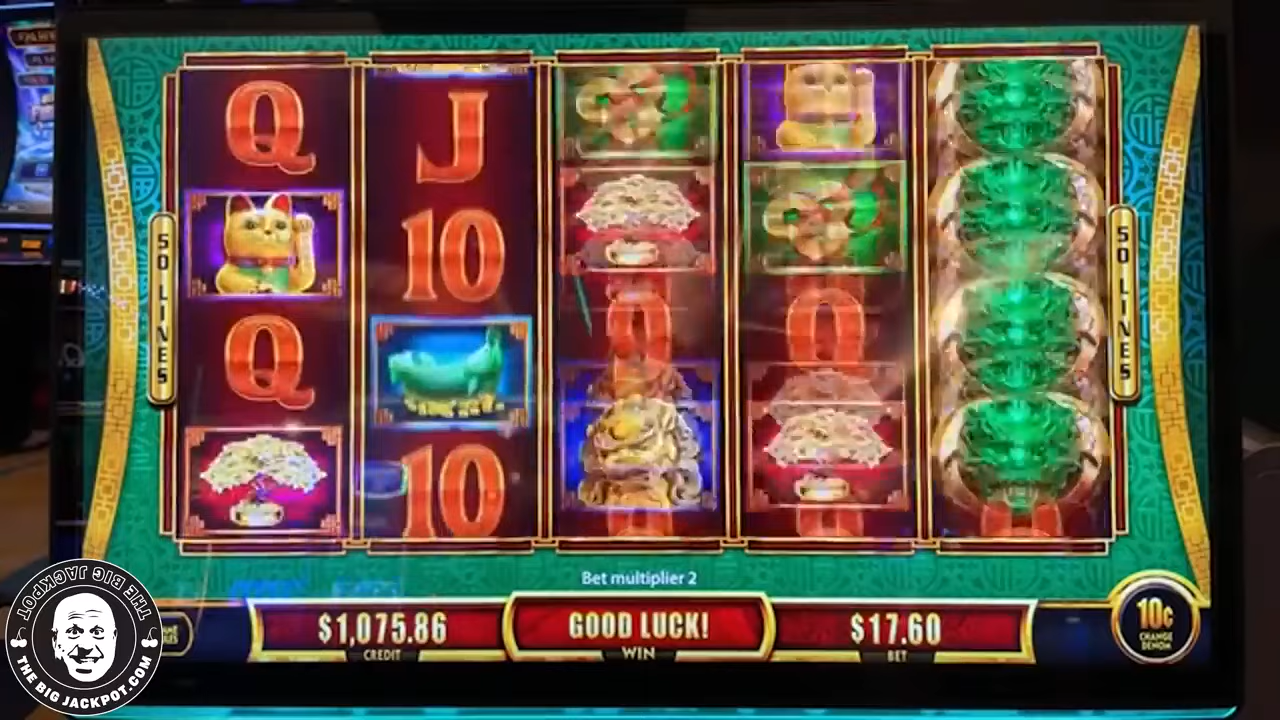 Q
J
10
Q
10
50 LINES
50 LINES
Bet multiplier 2
$1,075.86
CREDIT
GOOD LUCK!
WIN
$17.60
BET
10¢
CHANGE
DENOM
THE BIG JACKPOT
THE BIG JACKPOT.COM